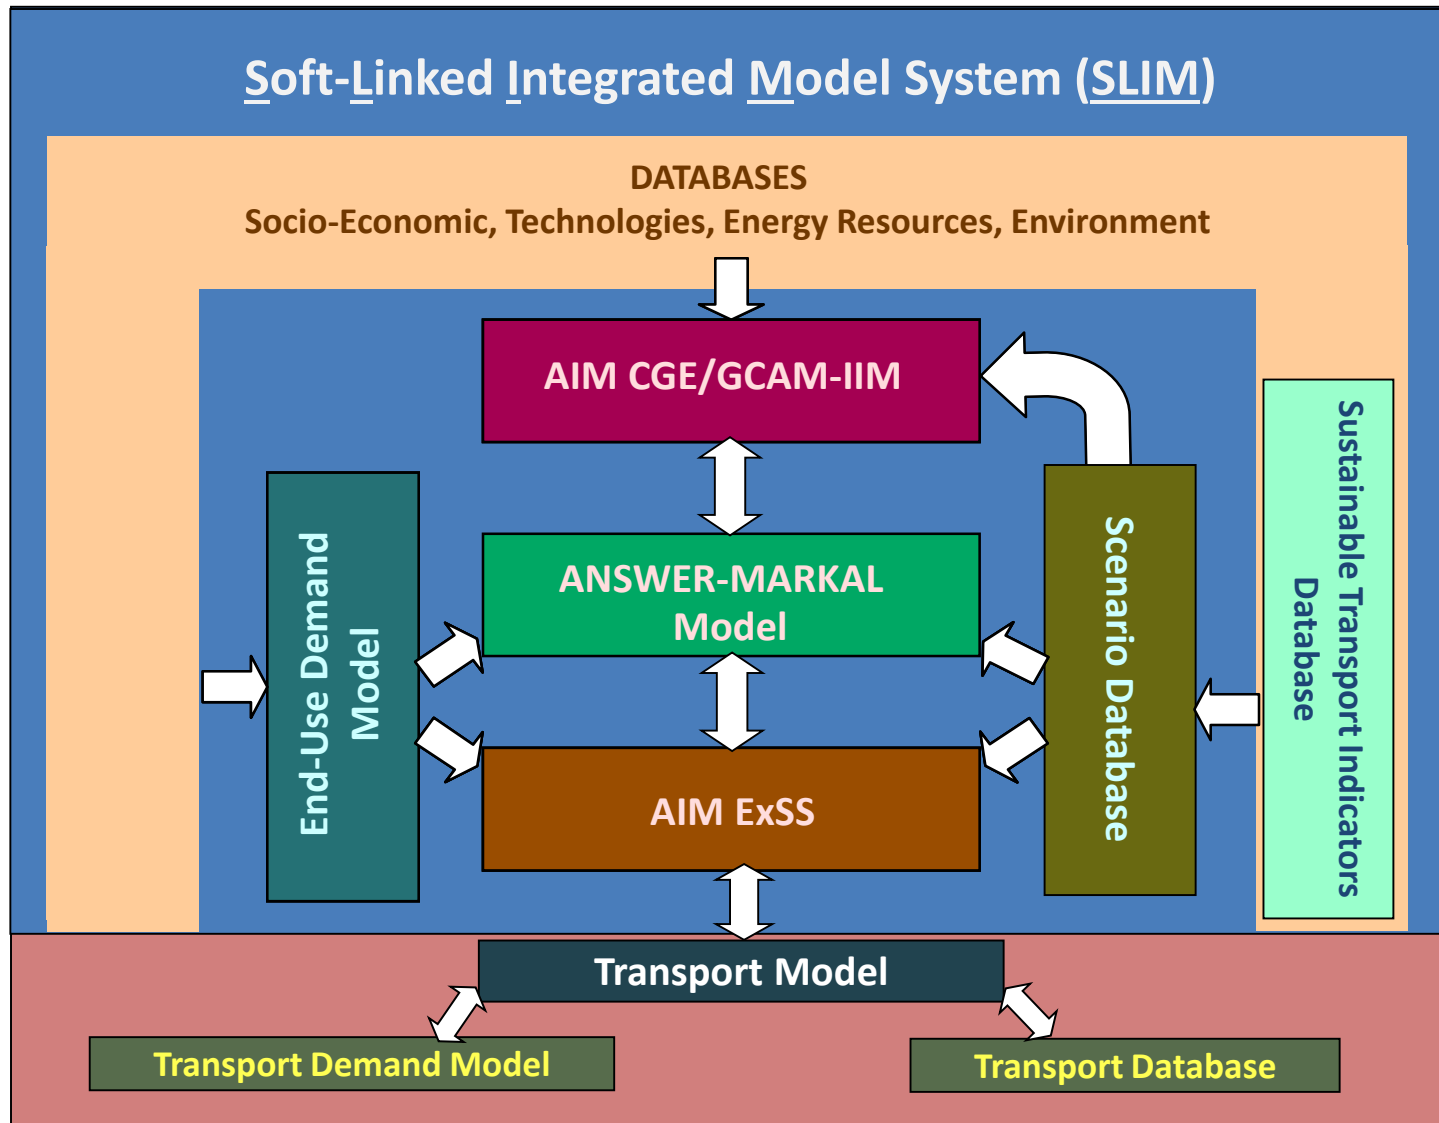 Soft-Linked Integrated Model System (SLIM)
DATABASES
Socio-Economic, Technologies, Energy Resources, Environment
AIM CGE/GCAM-IIM
End-Use Demand
Model
ANSWER-MARKAL
Model
AIM ExSS
Scenario Database
Sustainable Transport Indicators
Database
Transport Model
Transport Demand Model
Transport Database